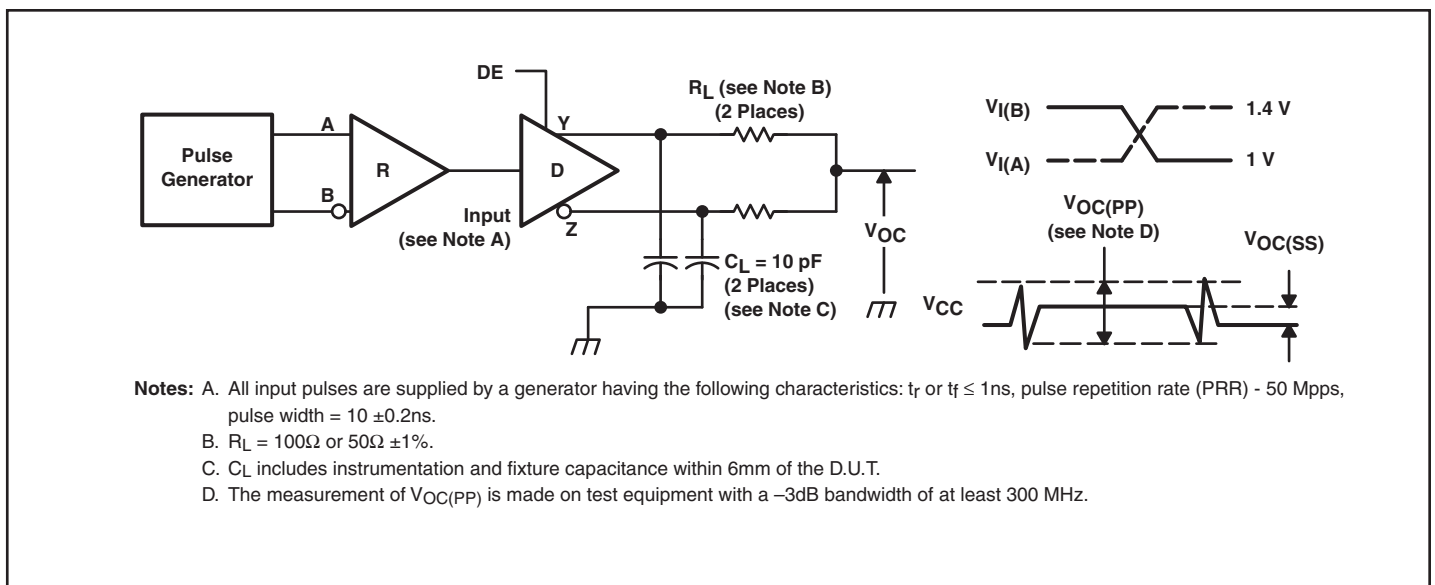 DE
RL (see Note B)
(2 Places)
A
Y
Pulse
Generator
R
D
B
Input
(see Note A)
Z
VOC
CL = 10 pF
(2 Places)
(see Note C)
VI(B)
1.4 V
VI(A)
1 V
VOC(PP)
(see Note D)
VOC(SS)
VCC
Notes: A. All input pulses are supplied by a generator having the following characteristics: tr or tf ≤ 1ns, pulse repetition rate (PRR) - 50 Mpps,
pulse width = 10 ±0.2ns.
B. RL = 100Ω or 50Ω ±1%.
C. CL includes instrumentation and fixture capacitance within 6mm of the D.U.T.
D. The measurement of VOC(PP) is made on test equipment with a –3dB bandwidth of at least 300 MHz.